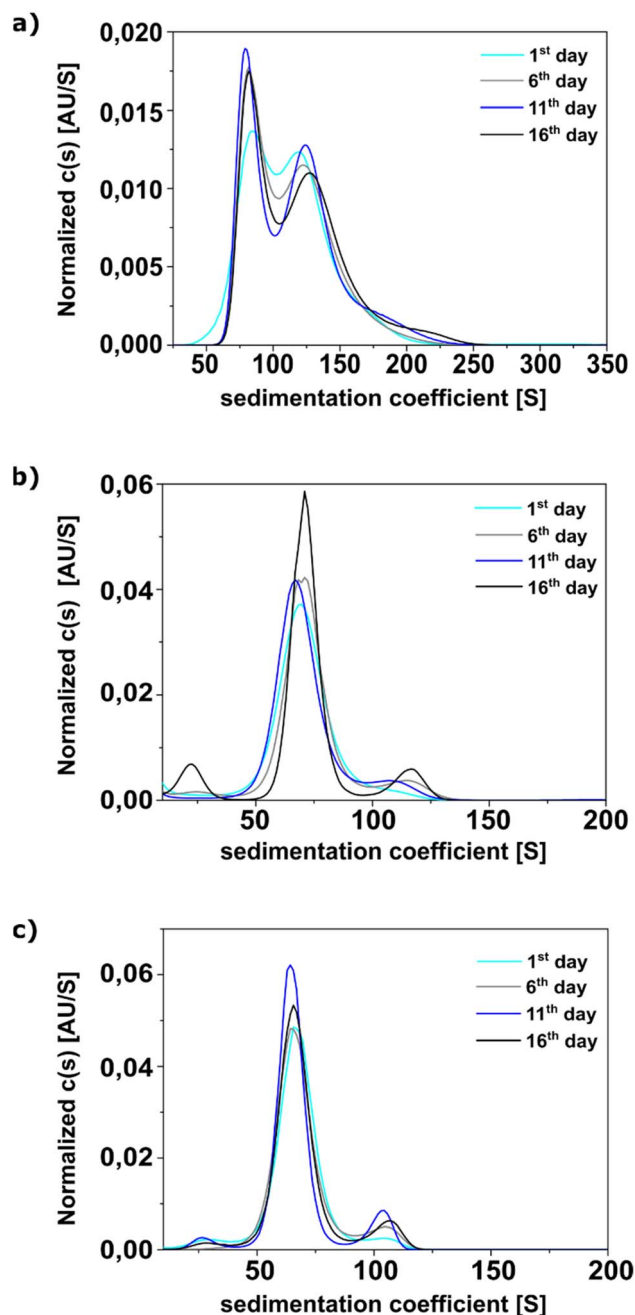 a)
0,020
0,015
0,010
0,005
0,000
Normalized c(s) [AU/S]
1st day
6th day
11th day
16th day
50 100 150 200 250 300 350
sedimentation coefficient [S]
b)
0,06
0,04
0,02
0,00
Normalized c(s) [AU/S]
1st day
6th day
11th day
16th day
50 100 150 200
sedimentation coefficient [S]
c)
0,06
0,04
0,02
0,00
Normalized c(s) [AU/S]
1st day
6th day
11th day
16th day
50 100 150 200
sedimentation coefficient [S]